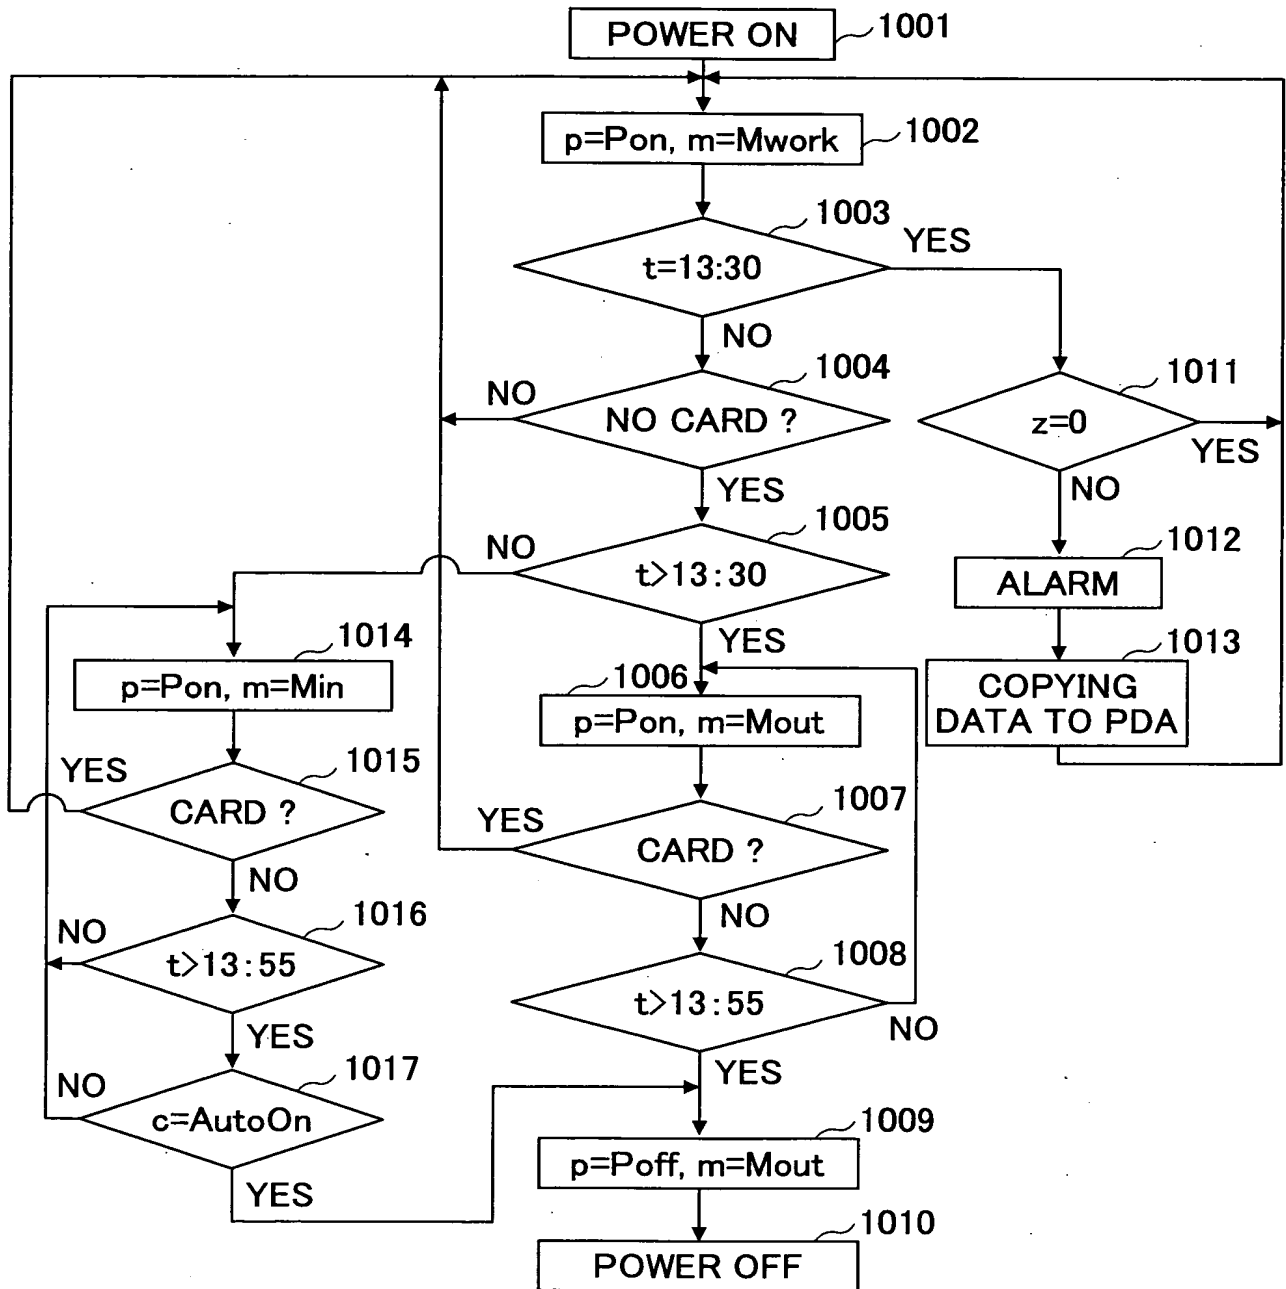 POWER ON
1001
p=Pon, m=Mwork
1002
t=13:30
1003
YES
NO
NO CARD ?
1004
NO
YES
z=0
1011
YES
NO
t>13:30
1005
NO
YES
ALARM
1012
COPYING
DATA TO PDA
1013
p=Pon, m=Min
1014
p=Pon, m=Mout
1006
CARD ?
1015
YES
NO
CARD ?
1007
YES
NO
t>13:55
1016
NO
YES
t>13:55
1008
NO
YES
c=AutoOn
1017
NO
YES
p=Poff, m=Mout
1009
POWER OFF
1010